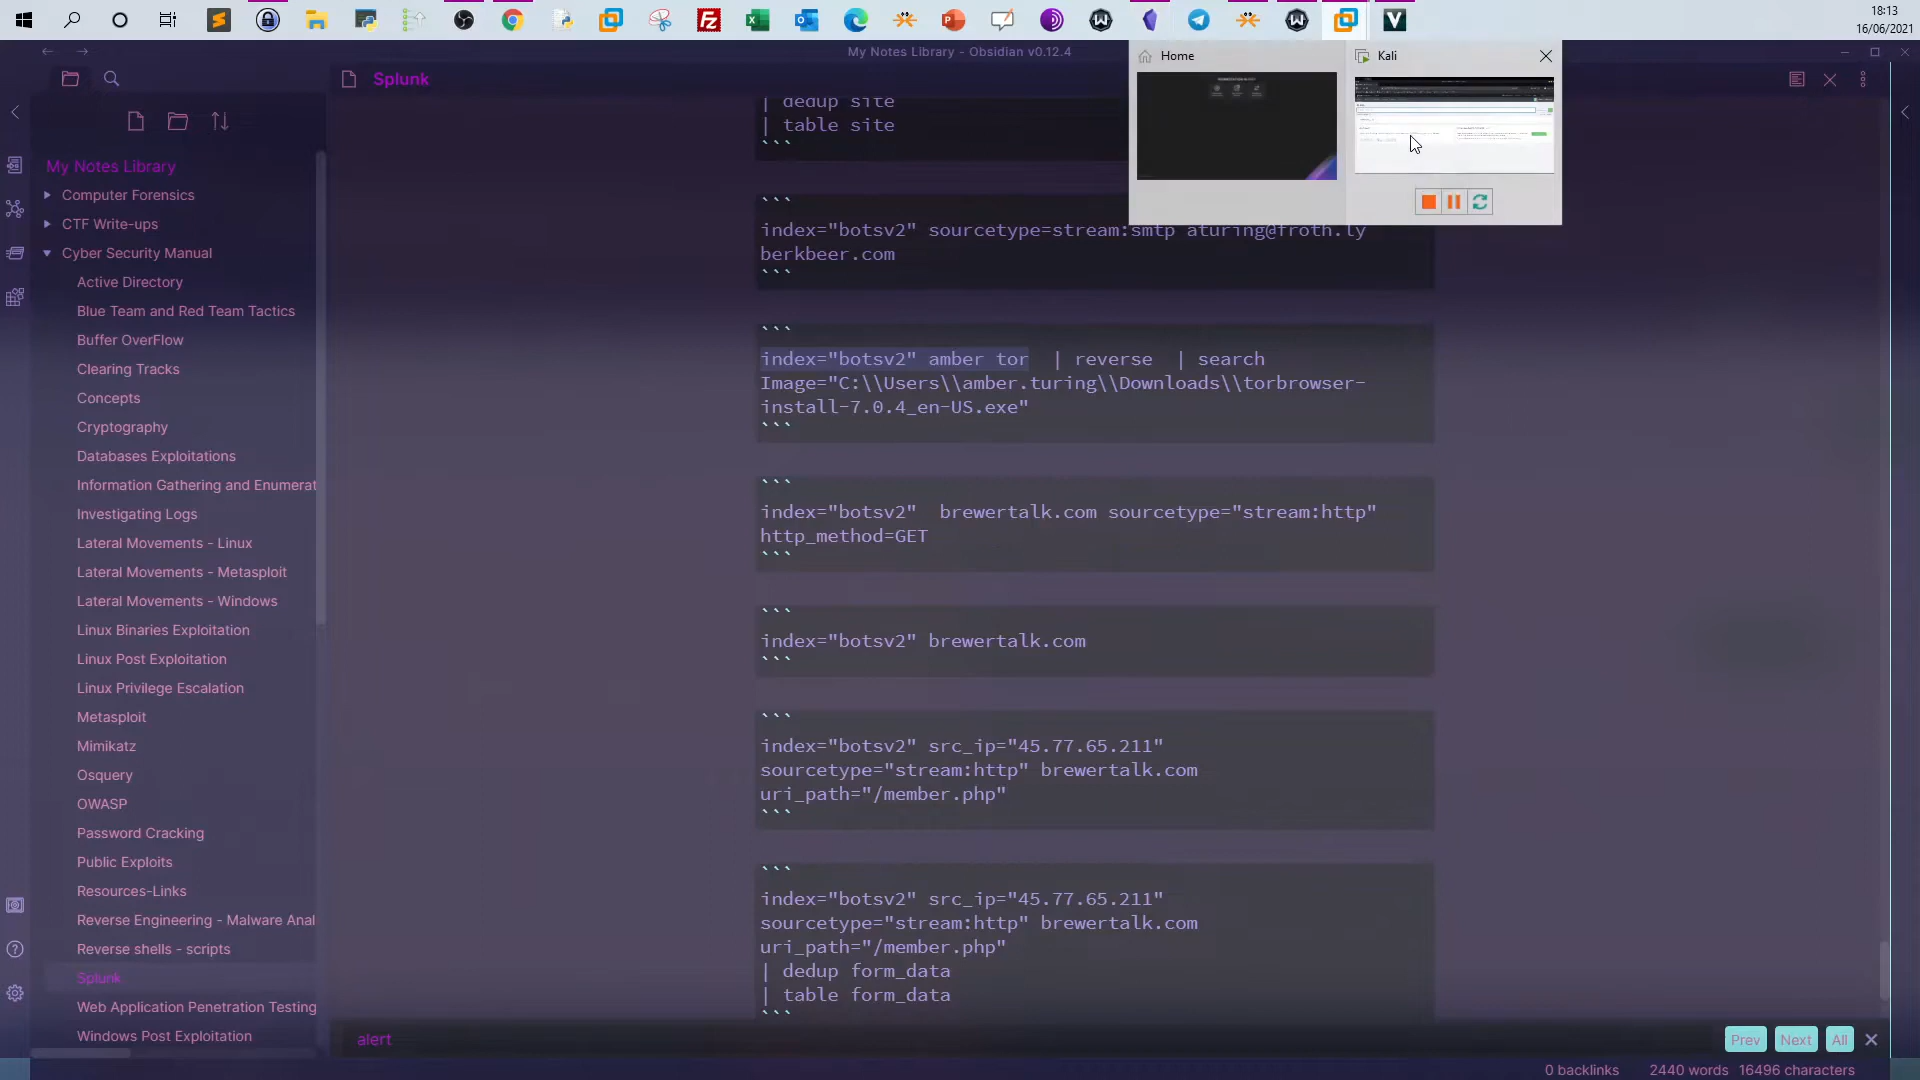 18:13
16/06/2021
My Notes Library - Obsidian v0.12.4
Home
Kali
Splunk
My Notes Library
Computer Forensics
CTF Write-ups
Cyber Security Manual
Active Directory
Blue Team and Red Team Tactics
Buffer OverFlow
Clearing Tracks
Concepts
Cryptography
Databases Exploitations
Information Gathering and Enumerat
Investigating Logs
Lateral Movements - Linux
Lateral Movements - Metasploit
Lateral Movements - Windows
Linux Binaries Exploitation
Linux Post Exploitation
Linux Privilege Escalation
Metasploit
Mimikatz
Osquery
OWASP
Password Cracking
Public Exploits
Resources-Links
Reverse Engineering - Malware Anal
Reverse shells - scripts
Splunk
Web Application Penetration Testing
Windows Post Exploitation
| dedup site
| table site
```
```
index="botsv2" sourcetype=stream:smtp aturing@froth.ly
berkbeer.com
```
```
index="botsv2" amber tor  | reverse  | search
Image="C:\\Users\\amber.turing\\Downloads\\torbrowser-
install-7.0.4_en-US.exe"
```
```
index="botsv2"  brewertalk.com sourcetype="stream:http"
http_method=GET
```
```
index="botsv2" brewertalk.com
```
```
index="botsv2" src_ip="45.77.65.211"
sourcetype="stream:http" brewertalk.com
uri_path="/member.php"
```
```
index="botsv2" src_ip="45.77.65.211"
sourcetype="stream:http" brewertalk.com
uri_path="/member.php"
| dedup form_data
| table form_data
```
alert
Prev
Next
All
0 backlinks
2440 words
16496 characters